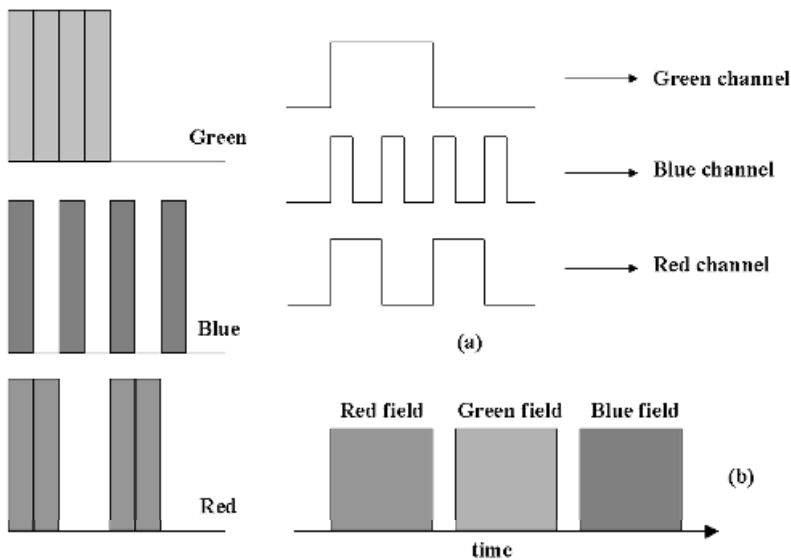 Green
Blue
Red
Green channel
Blue channel
Red channel
(a)
Red field
Green field
Blue field
(b)
time